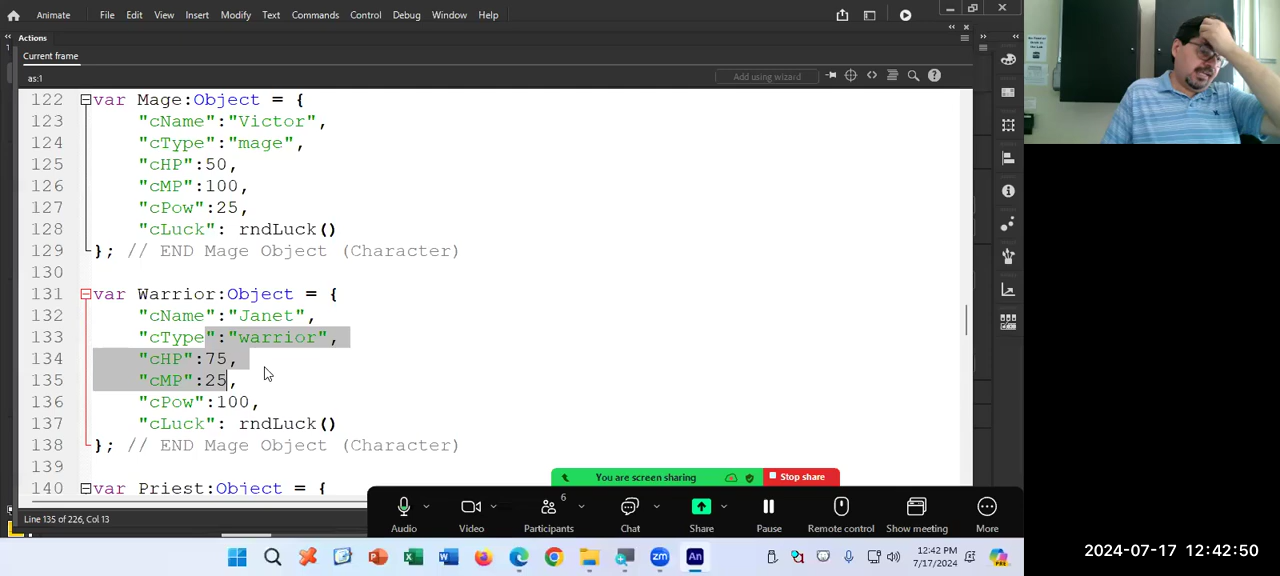 Animate File Edit View Insert Modify Text Commands Control Debug Window Help
Actions
Current frame
as:1
Add using wizard
122 var Mage:Object = {
123 "cName":"Victor",
124 "cType":"mage",
125 "cHP":50,
126 "cMP":100,
127 "cPow":25,
128 "cLuck": rndLuck()
129 }; // END Mage Object (Character)
130
131 var Warrior:Object = {
132 "cName":"Janet",
133 "cType":"warrior",
134 "cHP":75,
135 "cMP":25,
136 "cPow":100,
137 "cLuck": rndLuck()
138 }; // END Mage Object (Character)
139
140 var Priest:Object = {
You are screen sharing Stop share
Line 135 of 226, Col 13
6
Audio Video Participants Chat Share Pause Remote control Show meeting More
12:42 PM
7/17/2024
2024-07-17 12:42:50